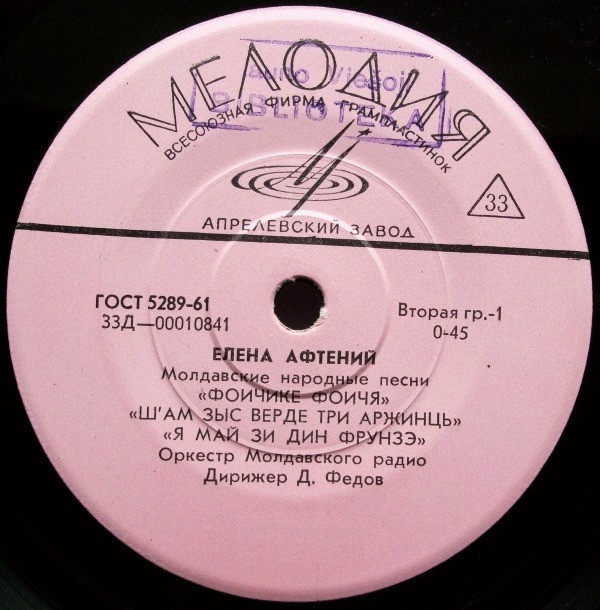 МЕЛОДИЯ
ВСЕСОЮЗНАЯ ФИРМА ГРАМПЛАСТИНОК
BIBLIOTEKA
33
АПРЕЛЕВСКИЙ ЗАВОД
ГОСТ 5289-61
33Д—00010841
Вторая гр.-1
0-45
ЕЛЕНА АФТЕНИЙ
Молдавские народные песни
«ФОИЧИКЕ ФОИЧЯ»
«Ш'АМ ЗЫС ВЕРДЕ ТРИ АРЖИНЦЬ»
«Я МАЙ ЗИ ДИН ФРУНЗЭ»
Оркестр Молдавского радио
Дирижер Д. Федов